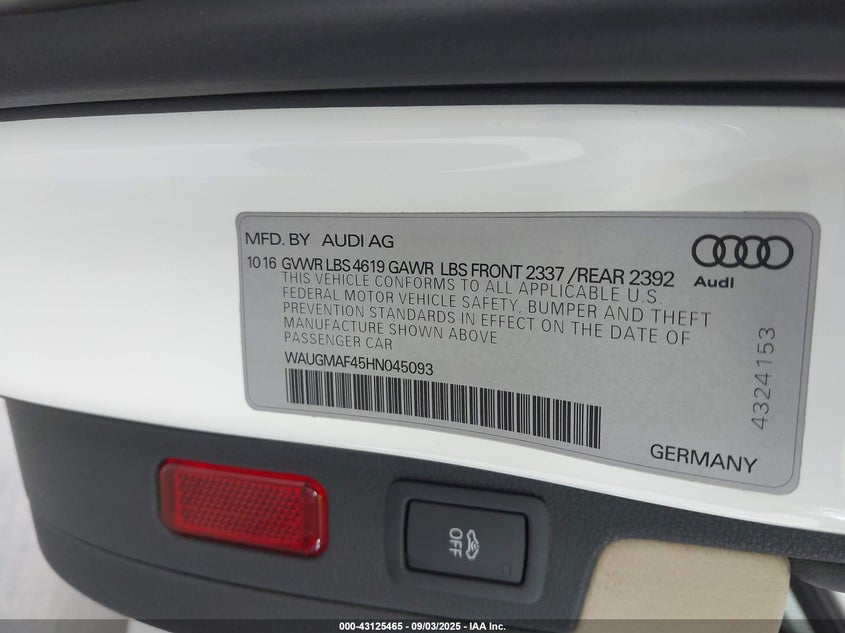 MFD. BY AUDI AG
10 16 GVWR LBS 4619 GAWR LBS FRONT 2337 /REAR 2392
THIS VEHICLE CONFORMS TO ALL APPLICABLE U.S.
FEDERAL MOTOR VEHICLE SAFETY, BUMPER AND THEFT
PREVENTION STANDARDS IN EFFECT ON THE DATE OF
MANUFACTURE SHOWN ABOVE
PASSENGER CAR
WAUGMAF45HN045093
Audi
4324153
GERMANY
OFF
000-43125465 - 09/03/2025 - IAA Inc.